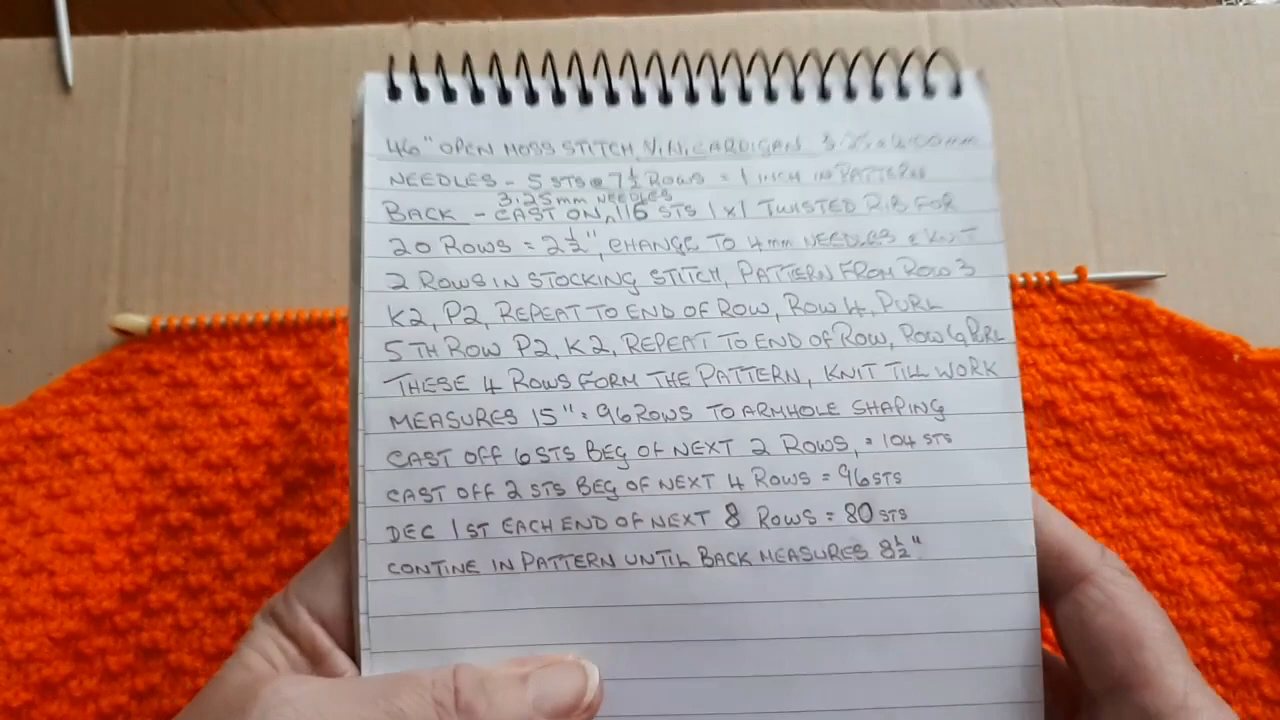 46" OPEN MOSS STITCH V.N. CARDIGAN 3.25 & 4.00mm
NEEDLES - 5 STS @ 7½ ROWS = 1 INCH IN PATTERN
3.25mm NEEDLES
BACK - CAST ON ^ 116 STS 1X1 TWISTED RIB FOR
20 ROWS = 2½", CHANGE TO 4mm NEEDLES & KNIT
2 ROWS IN STOCKING STITCH, PATTERN FROM ROW 3
K2, P2, REPEAT TO END OF ROW, ROW 4, PURL
5TH ROW P2, K2, REPEAT TO END OF ROW, ROW 6 PURL
THESE 4 ROWS FORM THE PATTERN, KNIT TILL WORK
MEASURES 15" = 96 ROWS TO ARMHOLE SHAPING
CAST OFF 6 STS BEG OF NEXT 2 ROWS, = 104 STS
CAST OFF 2 STS BEG OF NEXT 4 ROWS = 96 STS
DEC 1ST EACH END OF NEXT 8 ROWS = 80 STS
CONTINE IN PATTERN UNTIL BACK MEASURES 8½"